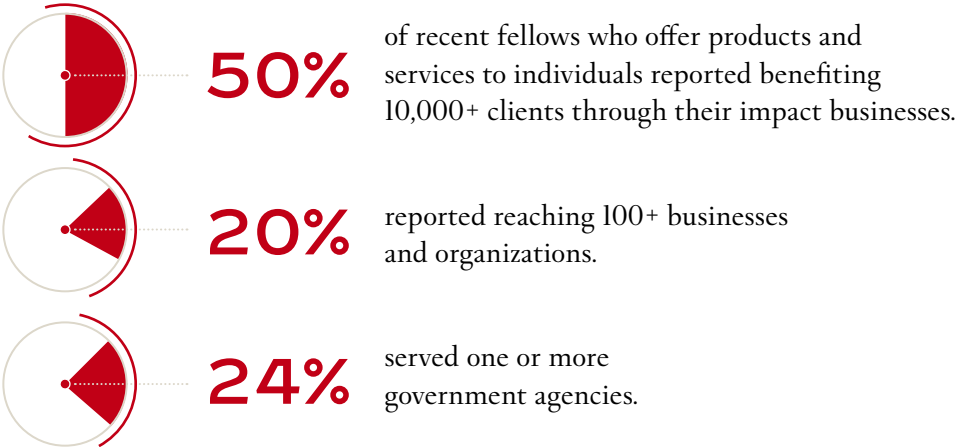 50%
of recent fellows who offer products and
services to individuals reported benefiting
10,000+ clients through their impact businesses.
20%
reported reaching 100+ businesses
and organizations.
24%
served one or more
government agencies.